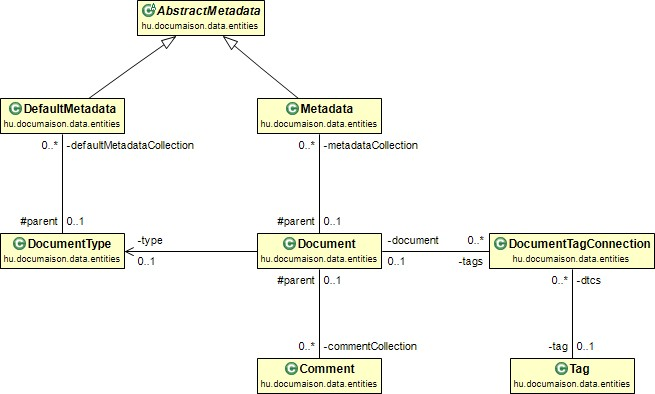 AbstractMetadata
hu.documaison.data.entities
DefaultMetadata
hu.documaison.data.entities
Metadata
hu.documaison.data.entities
0..* -defaultMetadataCollection
0..* -metadataCollection
#parent 0..1
#parent 0..1
DocumentType
hu.documaison.data.entities
-type
0..1
Document
hu.documaison.data.entities
-document 0..*
0..1 -tags
DocumentTagConnection
hu.documaison.data.entities
#parent 0..1
0..* -dtcs
0..* -commentCollection
-tag 0..1
Comment
hu.documaison.data.entities
Tag
hu.documaison.data.entities